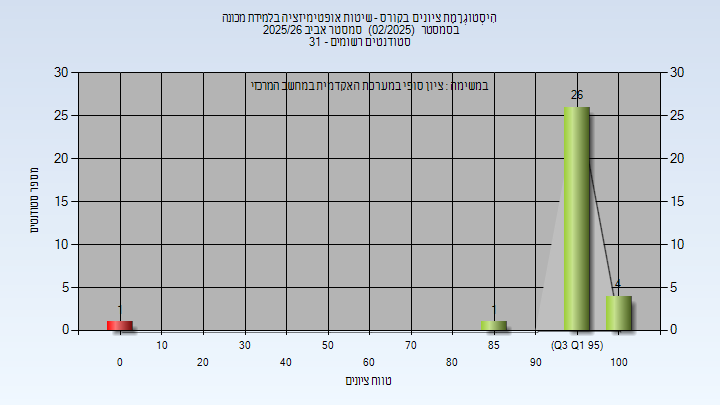 הִיסְטוֹגְרָמַת ציונים בקורס - שיטות אופטימיזציה בלמידת מכונה
בסמסטר (02/2025) סמסטר אביב 2025/26
סטודנטים רשומים - 31
במשימה : ציון סופי במערכת האקדמית במחשב המרכזי
30 30
25 25
20 20
15 15
10 10
5 5
0 0
26
4
1
1
מספר סטודנטים
10 30 50 70 85 (Q3 Q1 95)
0 20 40 60 80 90 100
טווח ציונים